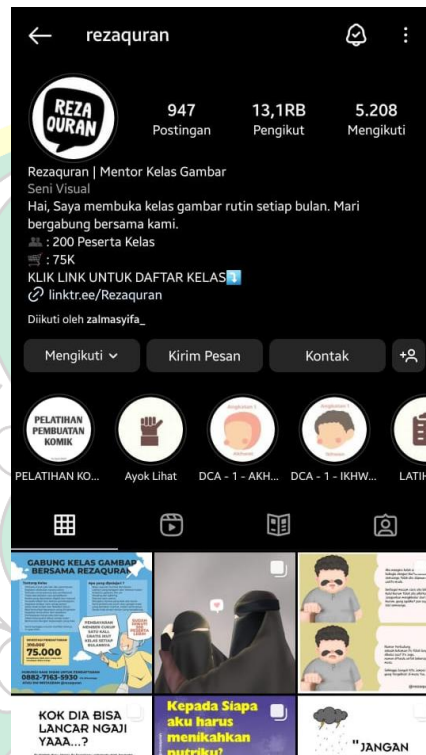 rezaquran
REZA
QURAN
947
13,1RB
5.208
Postingan
Pengikut
Mengikuti
Rezaquran | Mentor Kelas Gambar
Seni Visual
Hai, Saya membuka kelas gambar rutin setiap bulan. Mari
bergabung bersama kami.
: 200 Peserta Kelas
: 75K
KLIK LINK UNTUK DAFTAR KELAS
linktr.ee/Rezaquran
Diikuti oleh zalmasyifa_
Mengikuti
Kirim Pesan
Kontak
PELATIHAN
PEMBUATAN
KOMIK
PELATIHAN KO...
Ayok Lihat
DCA - 1 - AKH...
DCA - 1 - IKHW...
LATIH
GABUNG KELAS GAMBAR
BERSAMA REZAQURAN
75.000
0882-7163-5930
KOK DIA BISA
LANCAR NGAJI
YAAA...?
Kepada Siapa
aku harus
menikahkan
putriku?
"JANGAN